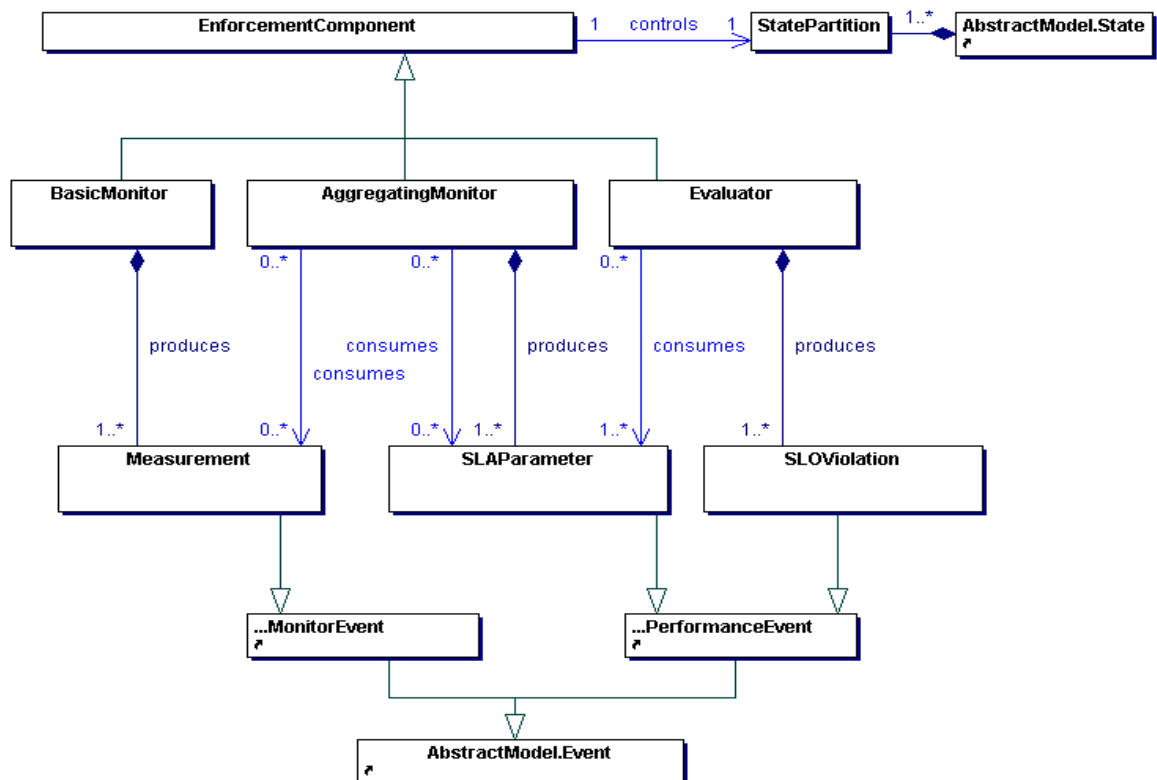 EnforcementComponent
1 controls 1
StatePartition
1..*
AbstractModel.State
BasicMonitor
AggregatingMonitor
Evaluator
0..*
0..*
0..*
produces
consumes
consumes
produces
consumes
produces
1..*
0..*
0..*
1..*
1..*
1..*
Measurement
SLAParameter
SLOViolation
...MonitorEvent
...PerformanceEvent
AbstractModel.Event